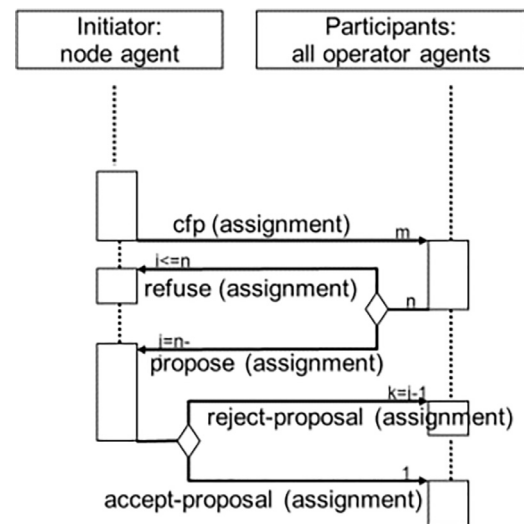 Initiator:
node agent
Participants:
all operator agents
cfp (assignment)
m
i<=n
refuse (assignment)
n
j=n-
propose (assignment)
k=j-1
reject-proposal (assignment)
1
accept-proposal (assignment)